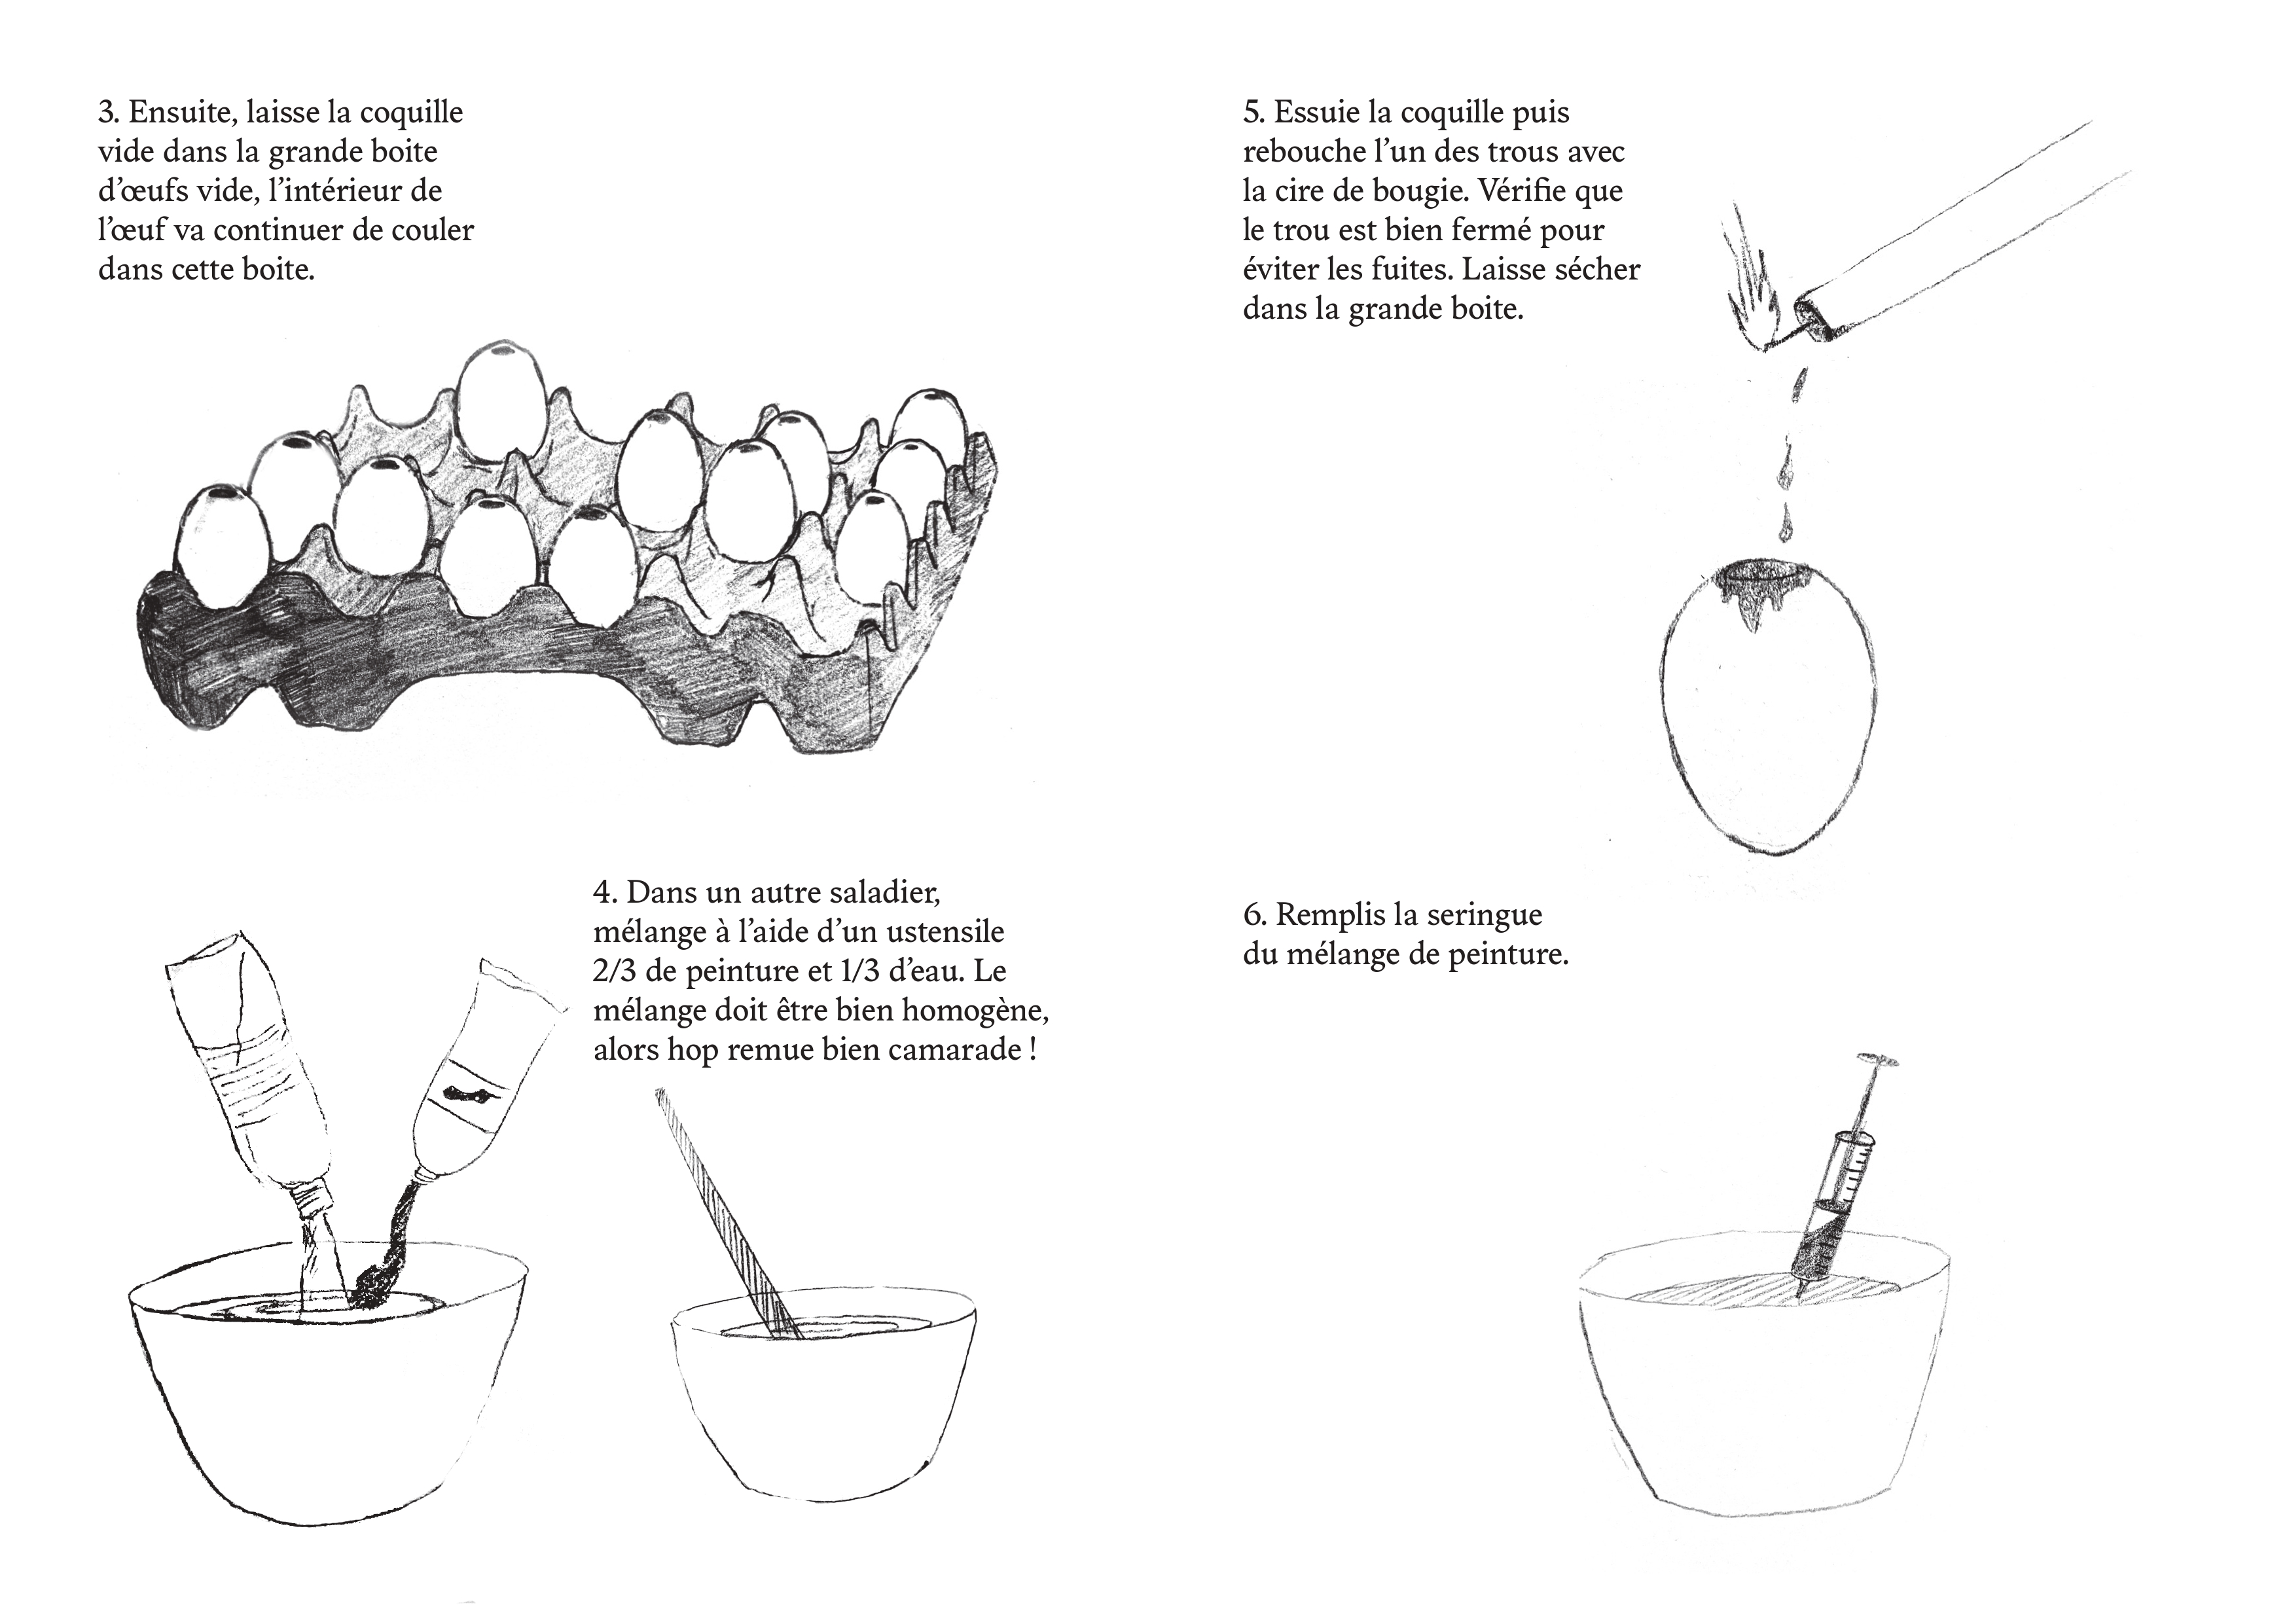 3. Ensuite, laisse la coquille
vide dans la grande boite
d’œufs vide, l’intérieur de
l’œuf va continuer de couler
dans cette boite.
4. Dans un autre saladier,
mélange à l’aide d’un ustensile
2/3 de peinture et 1/3 d’eau. Le
mélange doit être bien homogène,
alors hop remue bien camarade !
5. Essuie la coquille puis
rebouche l’un des trous avec
la cire de bougie. Vérifie que
le trou est bien fermé pour
éviter les fuites. Laisse sécher
dans la grande boite.
6. Remplis la seringue
du mélange de peinture.